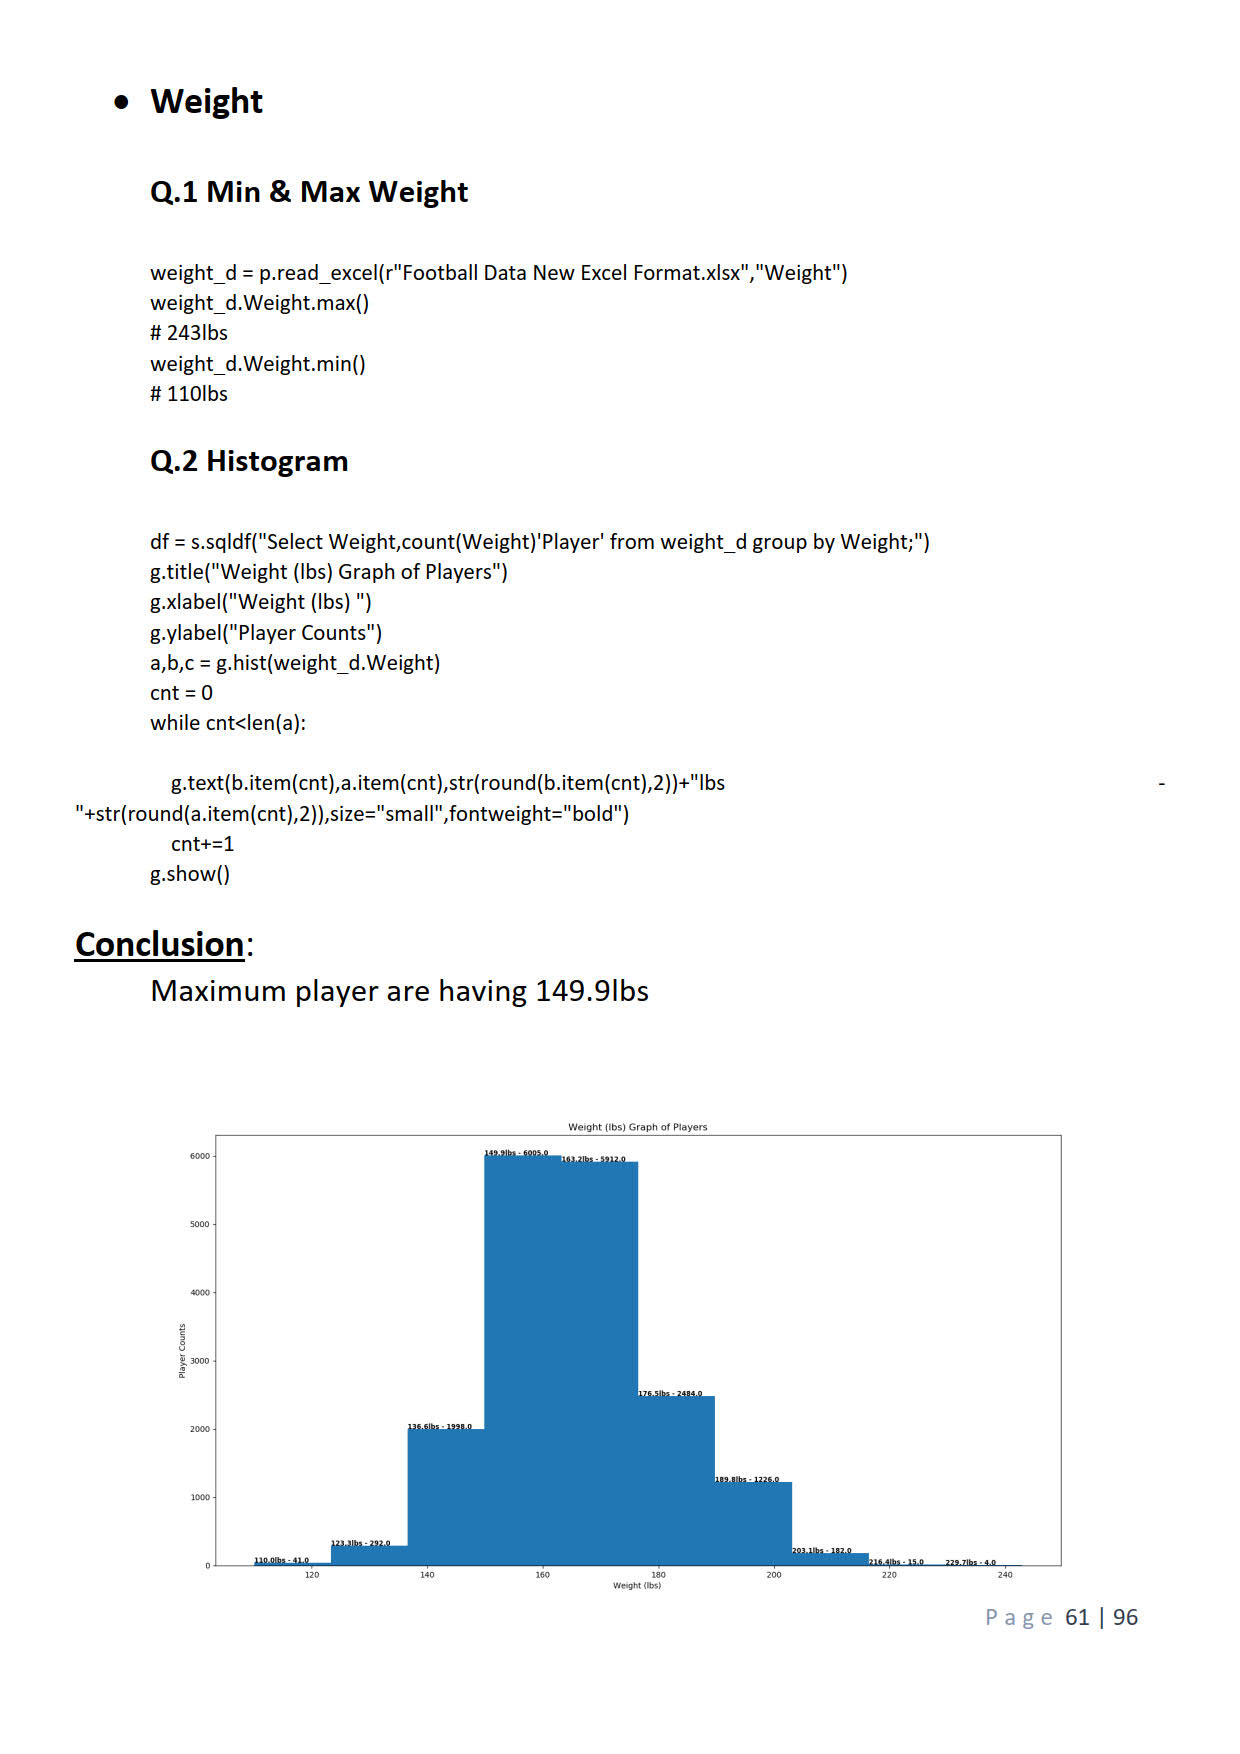 • Weight
Q.1 Min & Max Weight
weight_d = p.read_excel(r"Football Data New Excel Format.xlsx","Weight")
weight_d.Weight.max()
# 243lbs
weight_d.Weight.min()
# 110lbs
Q.2 Histogram
df = s.sqldf("Select Weight,count(Weight)'Player' from weight_d group by Weight;")
g.title("Weight (lbs) Graph of Players")
g.xlabel("Weight (lbs) ")
g.ylabel("Player Counts")
a,b,c = g.hist(weight_d.Weight)
cnt = 0
while cnt<len(a):
g.text(b.item(cnt),a.item(cnt),str(round(b.item(cnt),2))+"lbs -
"+str(round(a.item(cnt),2)),size="small",fontweight="bold")
cnt+=1
g.show()
Conclusion:
Maximum player are having 149.9lbs
Weight (lbs) Graph of Players
6000
5000
4000
3000
2000
1000
0
Player Counts
149.9lbs - 6005.0
163.2lbs - 5912.0
176.5lbs - 2484.0
136.6lbs - 1998.0
189.8lbs - 1226.0
123.3lbs - 292.0
203.1lbs - 182.0
110.0lbs - 41.0
216.4lbs - 15.0
229.7lbs - 4.0
120 140 160 180 200 220 240
Weight (lbs)
Page 61 | 96